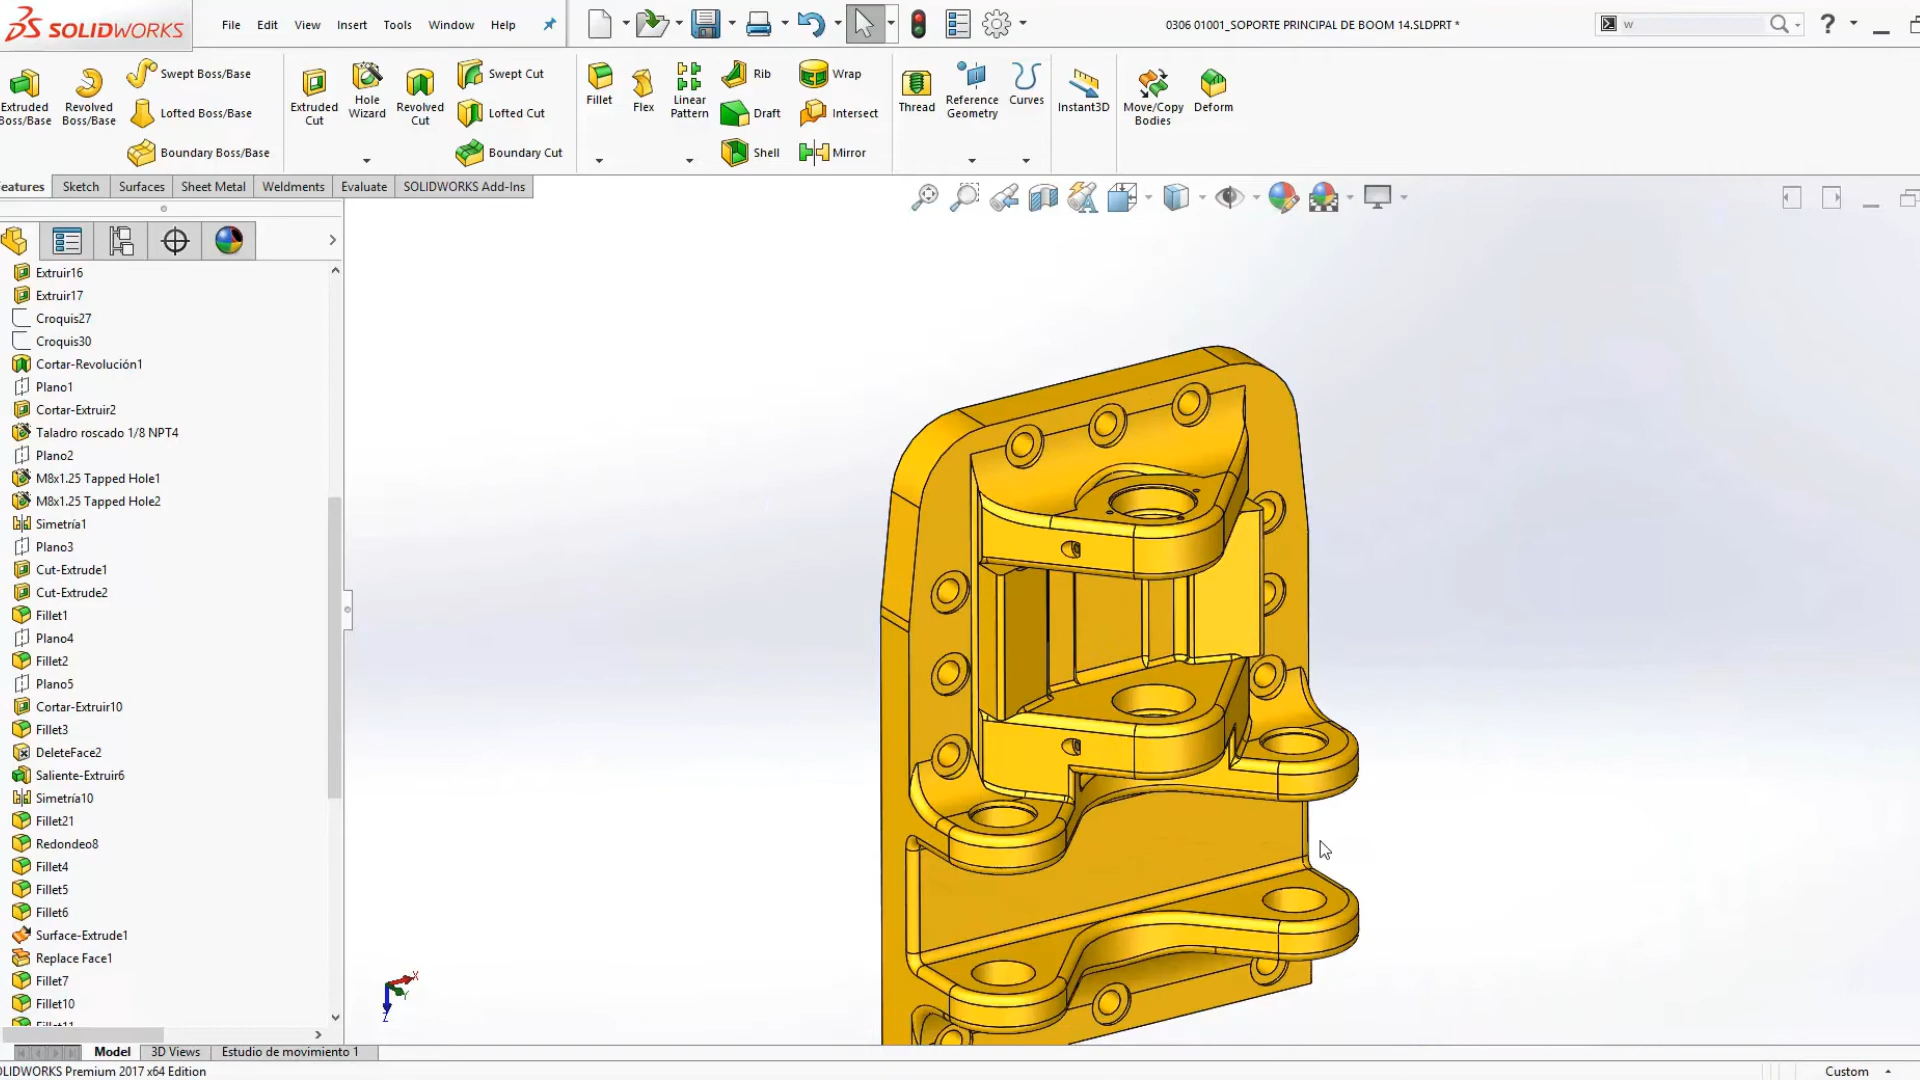 SOLIDWORKS
File Edit View Insert Tools Window Help
0306 01001_SOPORTE PRINCIPAL DE BOOM 14.SLDPRT *
w
?
Extruded Boss/Base
Revolved Boss/Base
Swept Boss/Base
Lofted Boss/Base
Boundary Boss/Base
Extruded Cut
Hole Wizard
Revolved Cut
Swept Cut
Lofted Cut
Boundary Cut
Fillet
Flex
Linear Pattern
Rib
Draft
Shell
Wrap
Intersect
Mirror
Thread
Reference Geometry
Curves
Instant3D
Move/Copy Bodies
Deform
eatures Sketch Surfaces Sheet Metal Weldments Evaluate SOLIDWORKS Add-Ins
Extruir16
Extruir17
Croquis27
Croquis30
Cortar-Revolución1
Plano1
Cortar-Extruir2
Taladro roscado 1/8 NPT4
Plano2
M8x1.25 Tapped Hole1
M8x1.25 Tapped Hole2
Simetría1
Plano3
Cut-Extrude1
Cut-Extrude2
Fillet1
Plano4
Fillet2
Plano5
Cortar-Extruir10
Fillet3
DeleteFace2
Saliente-Extruir6
Simetría10
Fillet21
Redondeo8
Fillet4
Fillet5
Fillet6
Surface-Extrude1
Replace Face1
Fillet7
Fillet10
Fillet11
X
Y
Z
Model 3D Views Estudio de movimiento 1
OLIDWORKS Premium 2017 x64 Edition
Custom